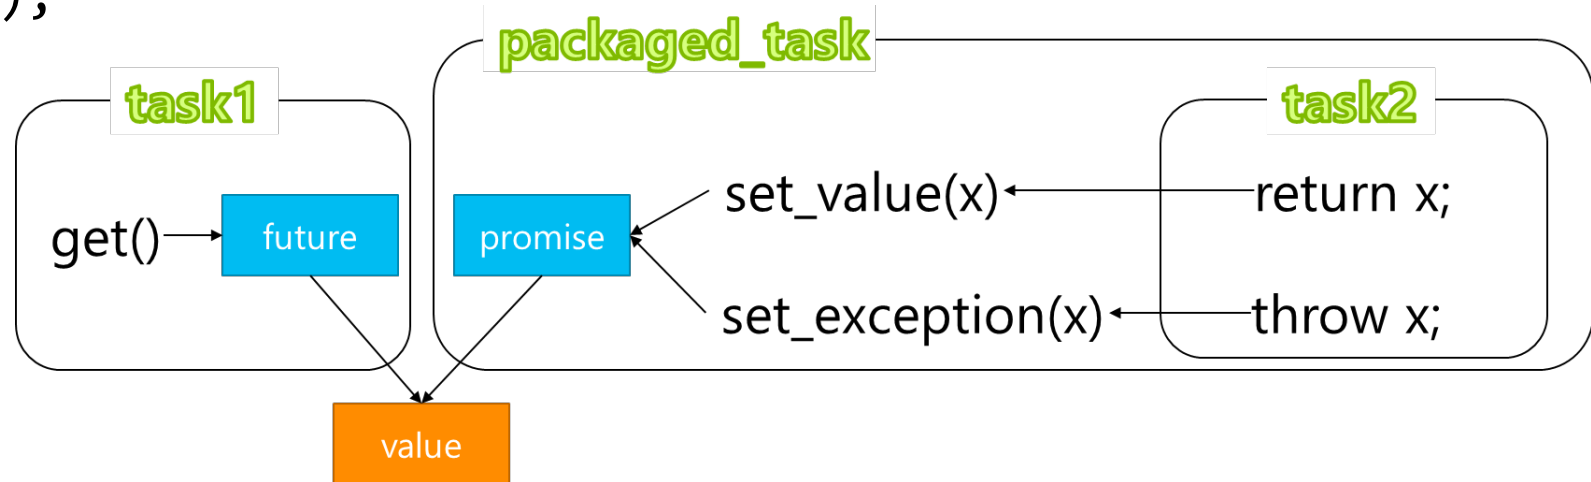 );
packaged_task
task1
task2
set_value(x)
return x;
get()
future
promise
set_exception(x)
throw x;
value